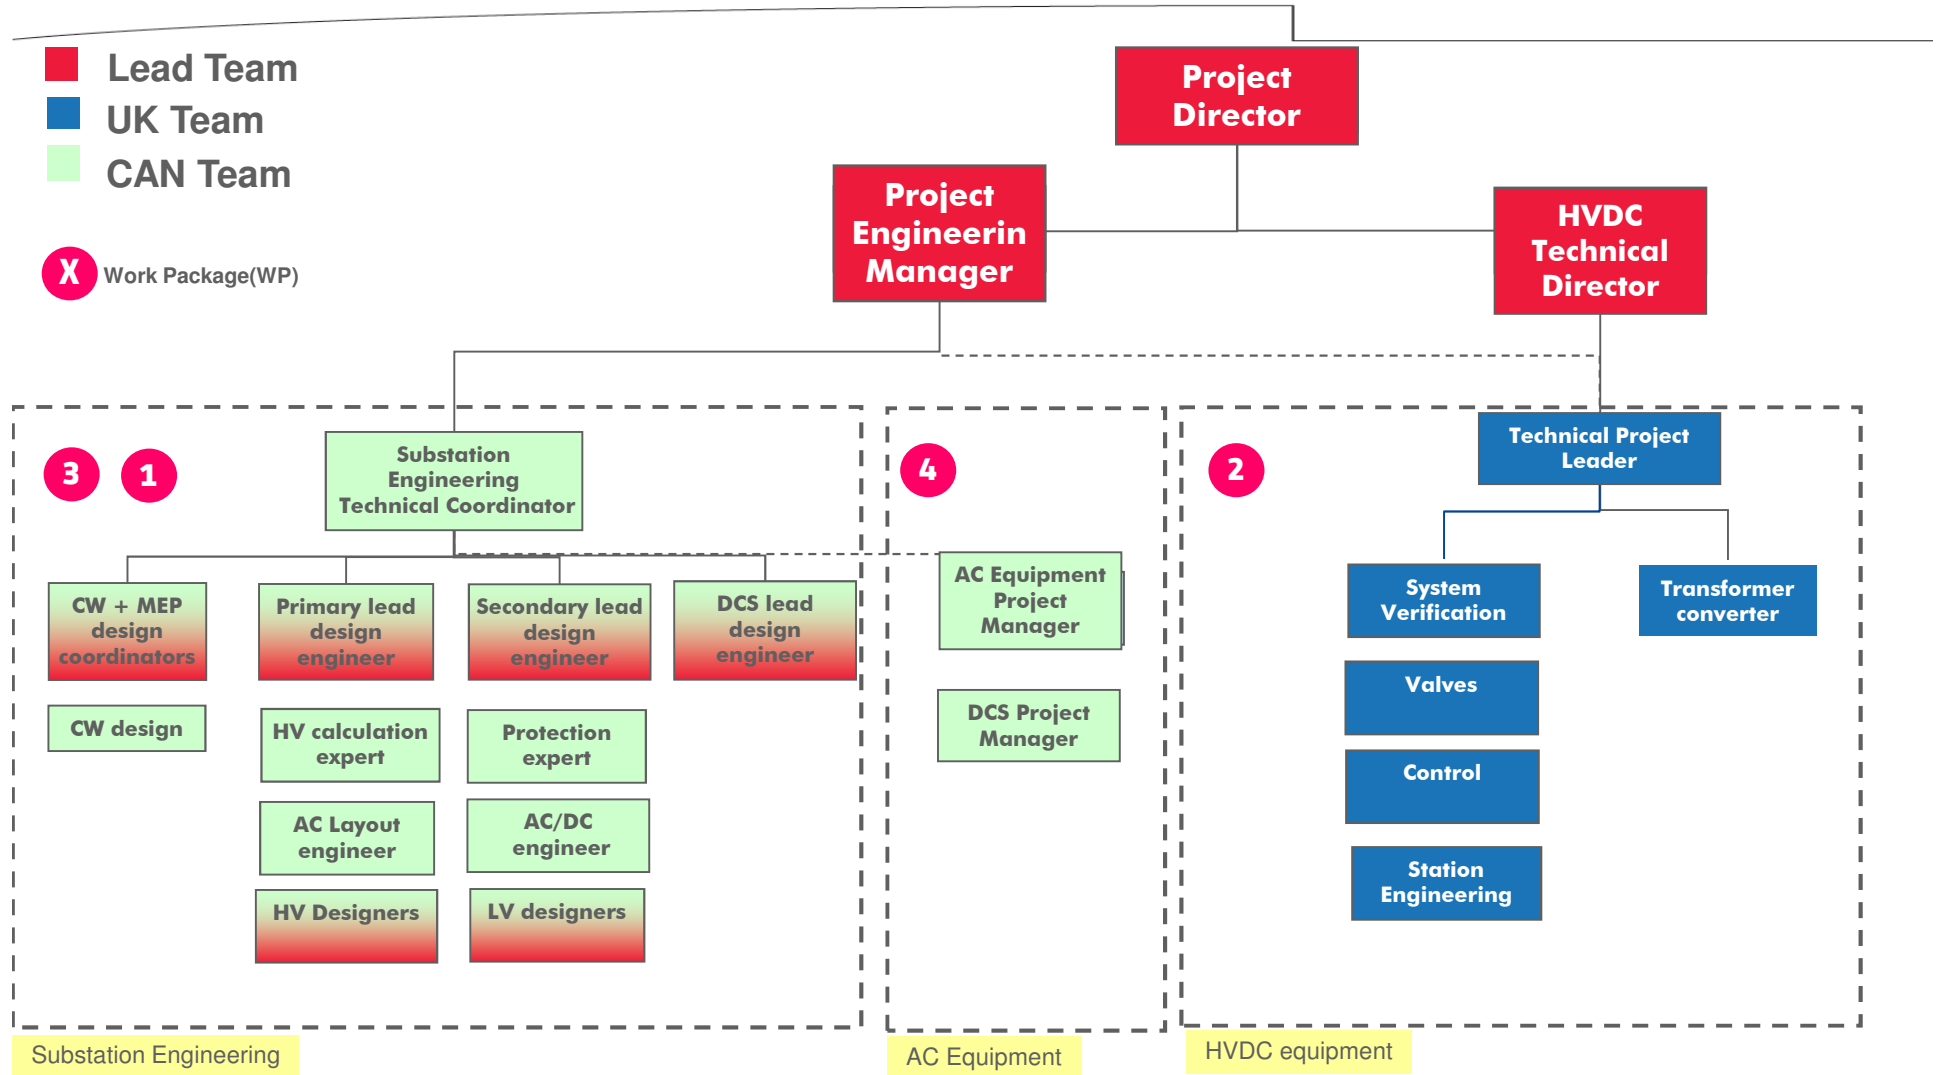 Lead Team
UK Team
CAN Team
X Work Package(WP)
Project
Director
Project
Engineerin
Manager
HVDC
Technical
Director
3 1
Substation
Engineering
Technical Coordinator
CW + MEP
design
coordinators
Primary lead
design
engineer
Secondary lead
design
engineer
DCS lead
design
engineer
CW design
HV calculation
expert
Protection
expert
AC Layout
engineer
AC/DC
engineer
HV Designers
LV designers
Substation Engineering
4
AC Equipment
Project
Manager
DCS Project
Manager
AC Equipment
2
Technical Project
Leader
System
Verification
Transformer
converter
Valves
Control
Station
Engineering
HVDC equipment